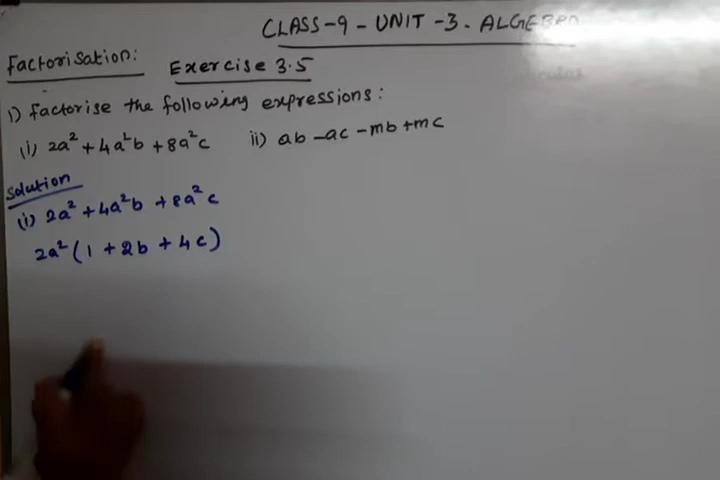 CLASS-9-UNIT-3. ALGEBRA
Factorisation:
Exercise 3.5
1) Factorise the following expressions:
(i) 2a² + 4a²b + 8a²c ii) ab - ac - mb + mc
Solution
(i) 2a² + 4a²b + 8a²c
2a² (1 + 2b + 4c)